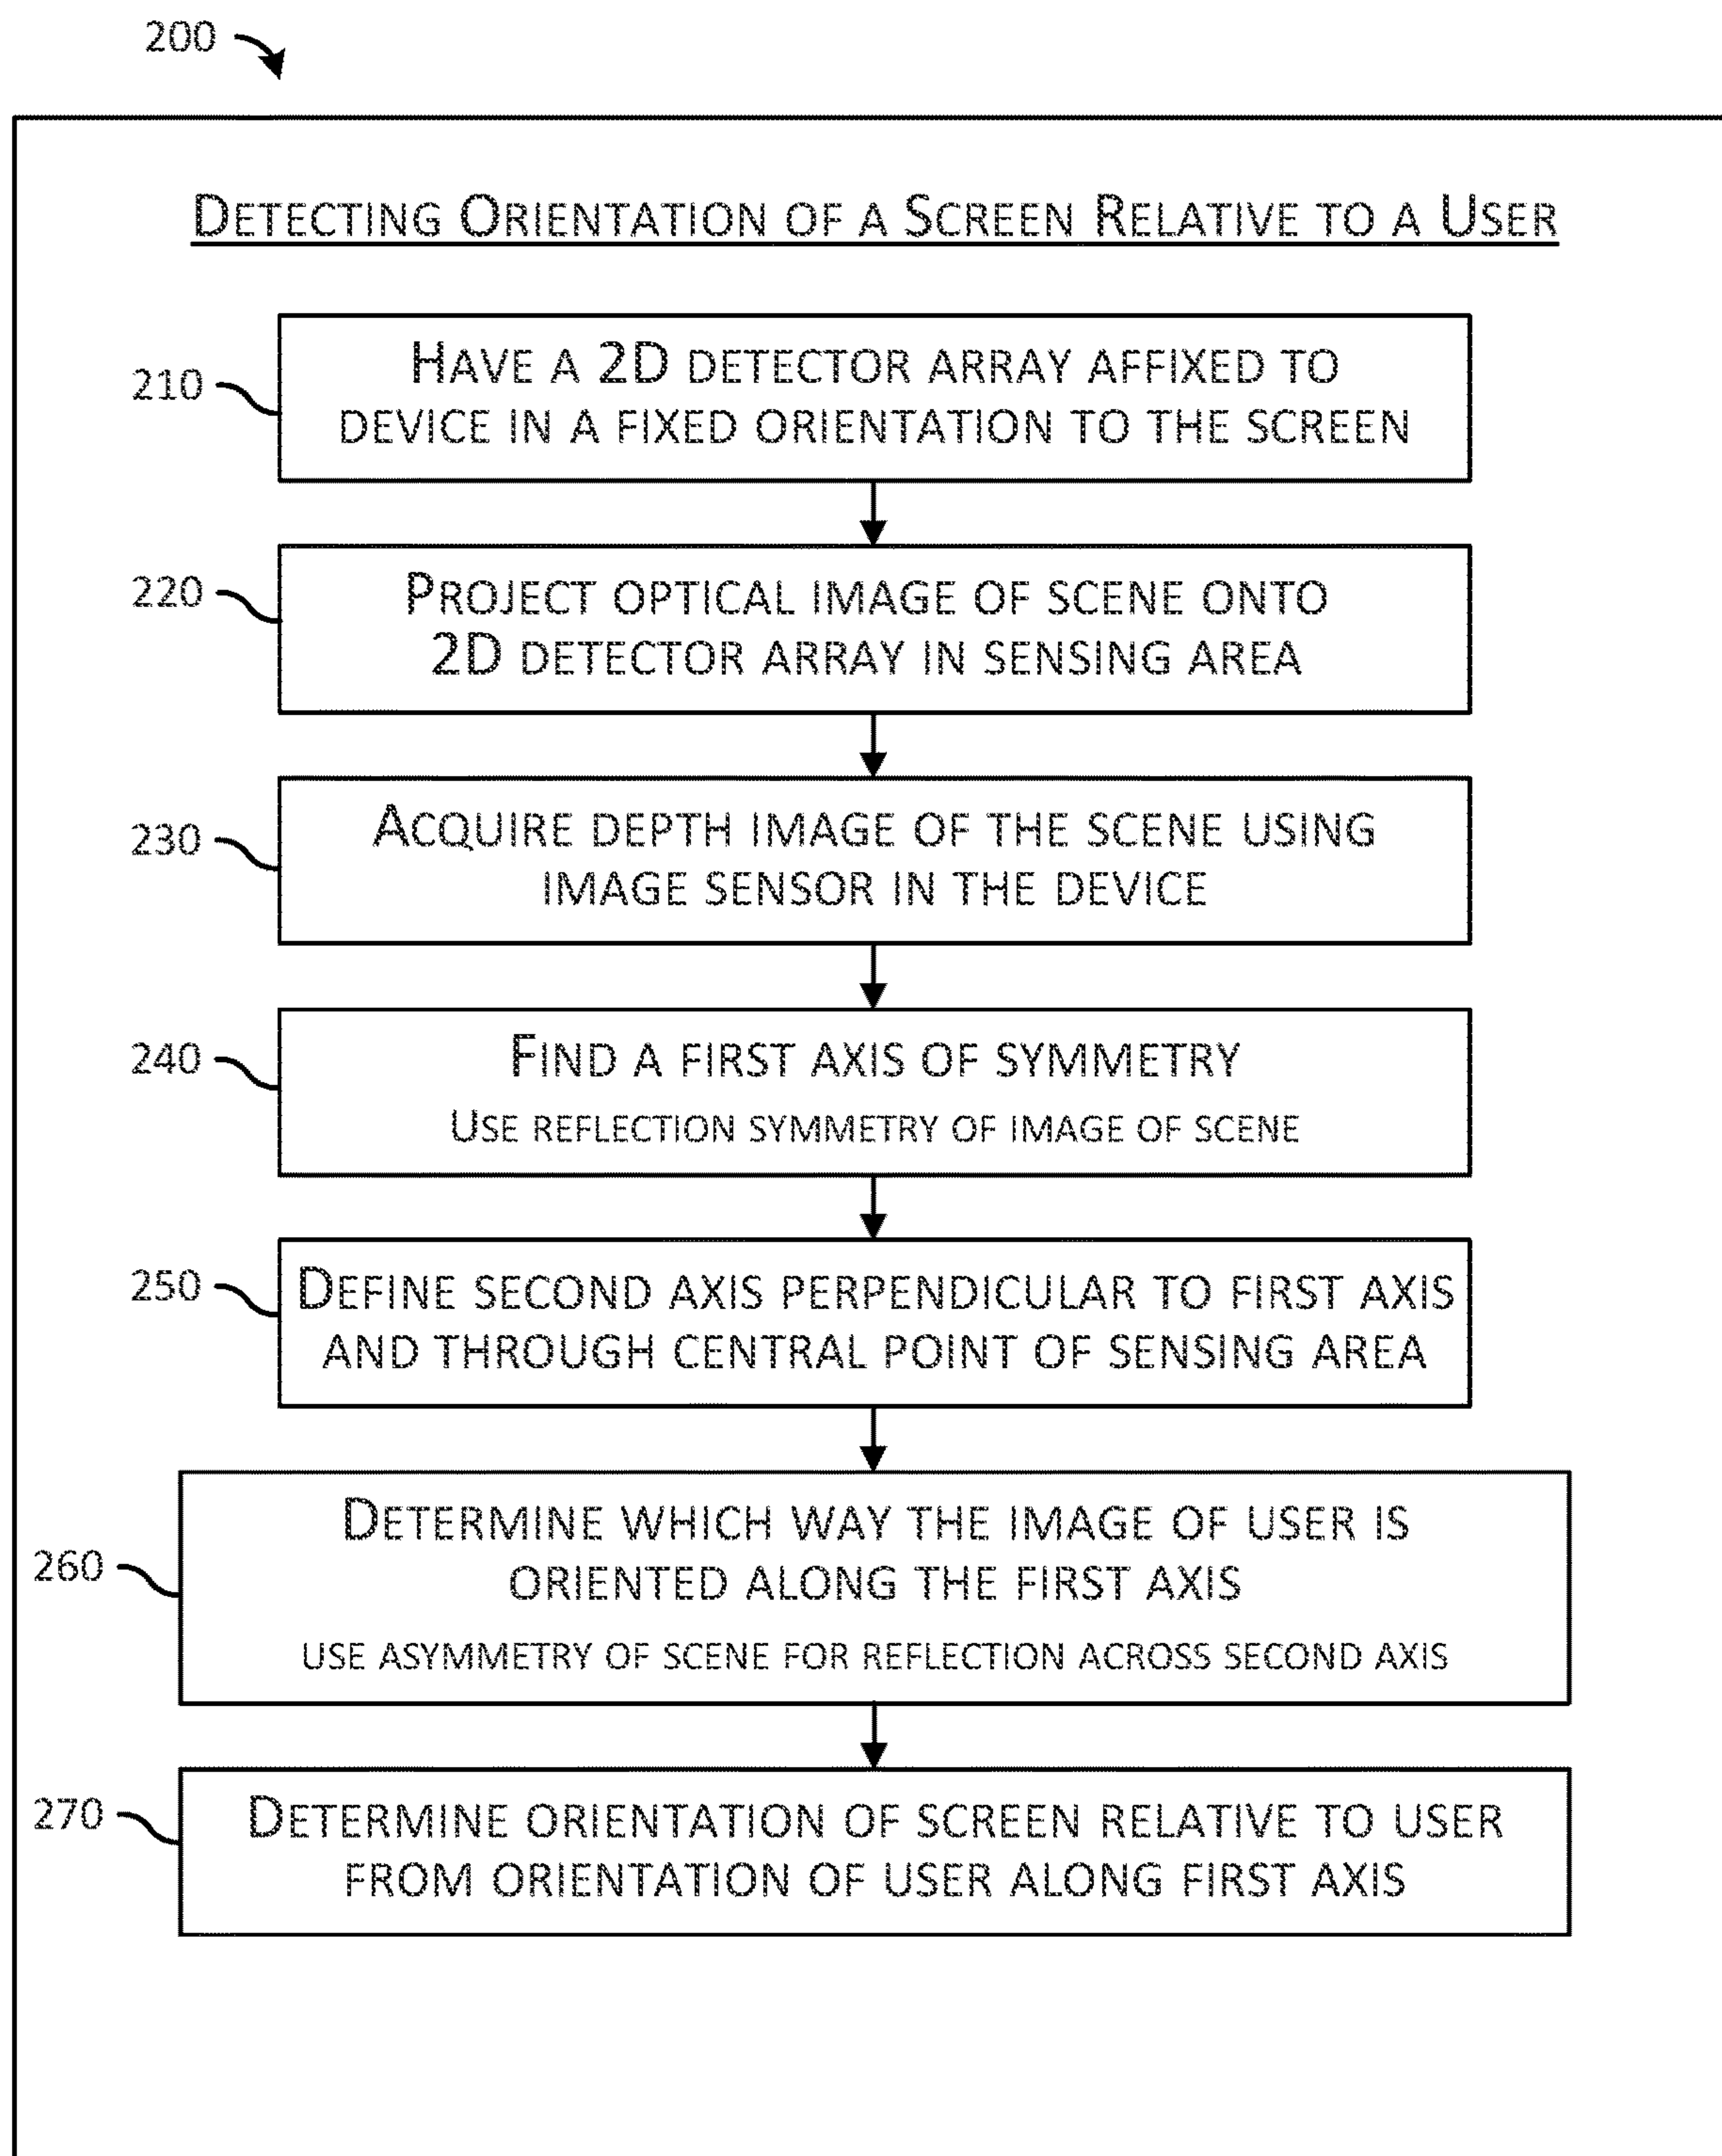 200
DETECTING ORIENTATION OF A SCREEN RELATIVE TO A USER
210
HAVE A 2D DETECTOR ARRAY AFFIXED TO
DEVICE IN A FIXED ORIENTATION TO THE SCREEN
220
PROJECT OPTICAL IMAGE OF SCENE ONTO
2D DETECTOR ARRAY IN SENSING AREA
230
ACQUIRE DEPTH IMAGE OF THE SCENE USING
IMAGE SENSOR IN THE DEVICE
240
FIND A FIRST AXIS OF SYMMETRY
USE REFLECTION SYMMETRY OF IMAGE OF SCENE
250
DEFINE SECOND AXIS PERPENDICULAR TO FIRST AXIS
AND THROUGH CENTRAL POINT OF SENSING AREA
260
DETERMINE WHICH WAY THE IMAGE OF USER IS
ORIENTED ALONG THE FIRST AXIS
USE ASYMMETRY OF SCENE FOR REFLECTION ACROSS SECOND AXIS
270
DETERMINE ORIENTATION OF SCREEN RELATIVE TO USER
FROM ORIENTATION OF USER ALONG FIRST AXIS